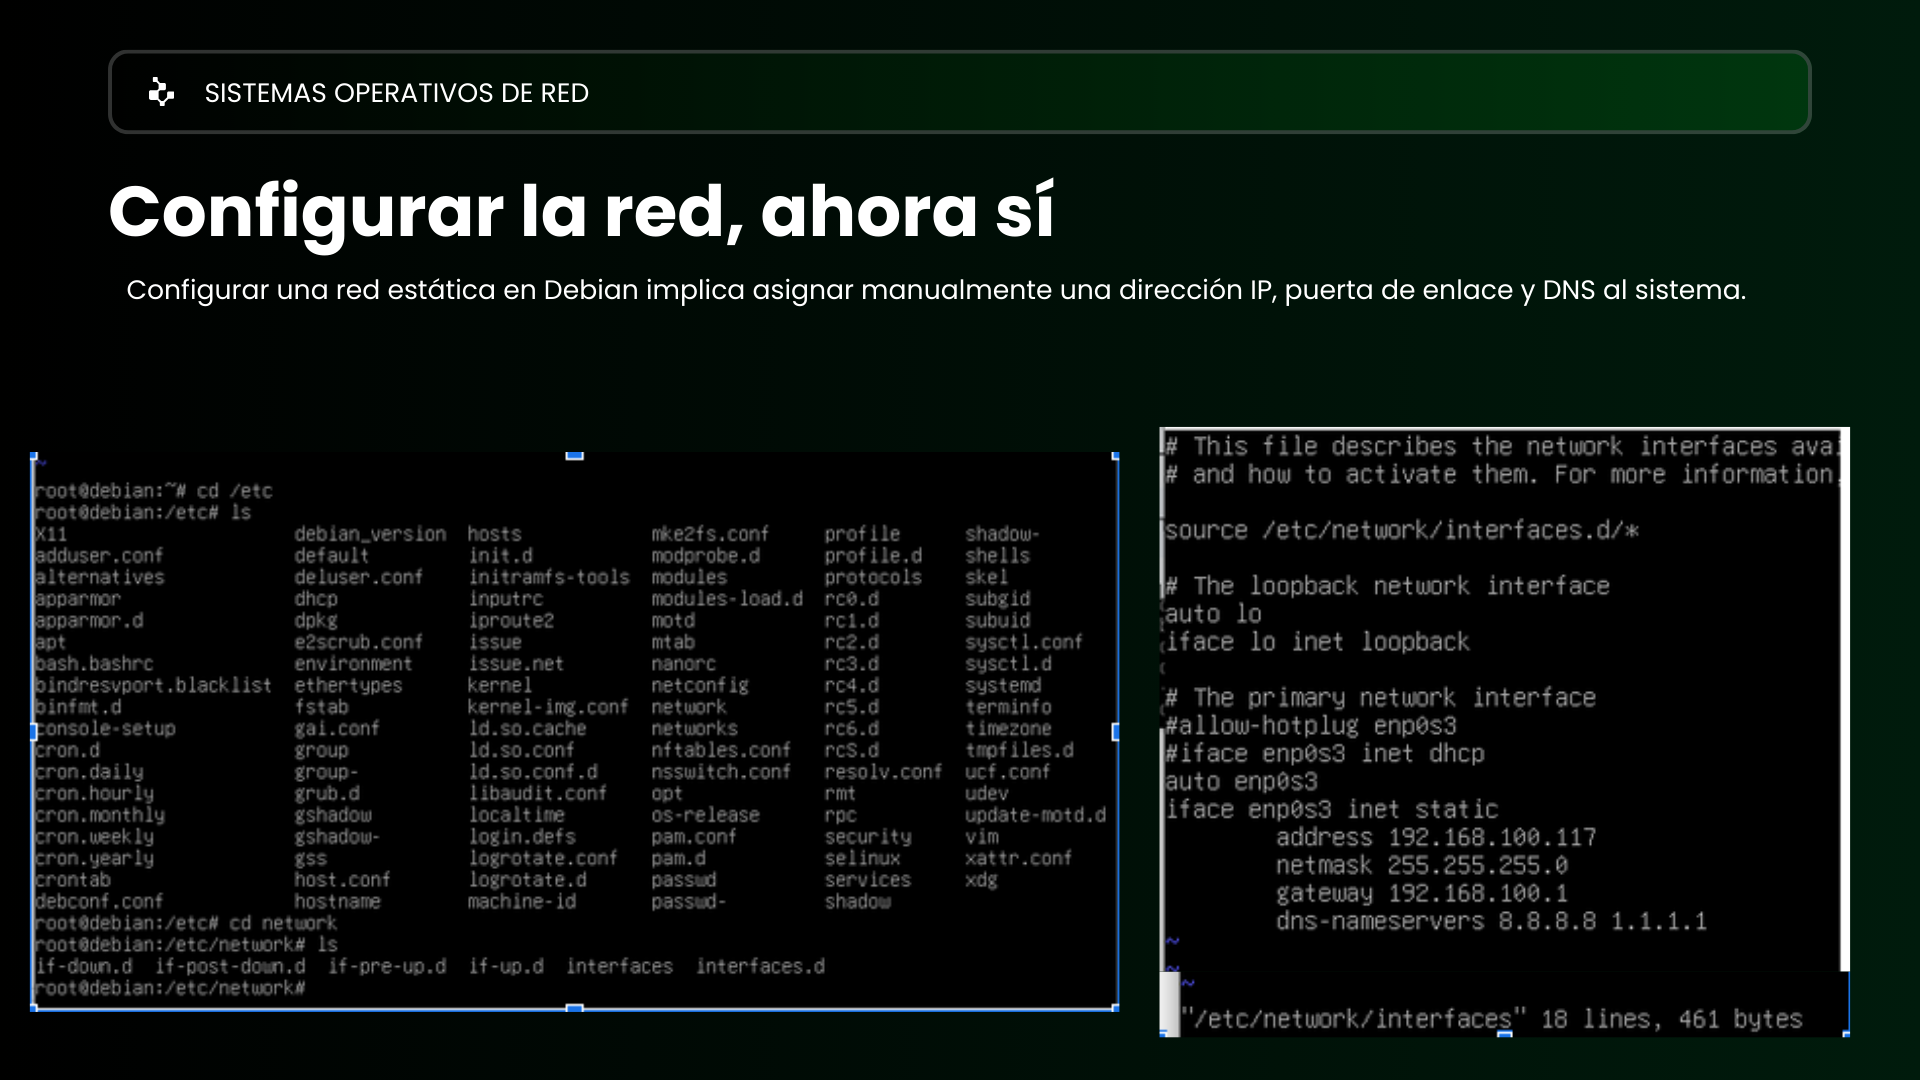 SISTEMAS OPERATIVOS DE RED
Configurar la red, ahora sí
Configurar una red estática en Debian implica asignar manualmente una dirección IP, puerta de enlace y DNS al sistema.
~
root@debian:~# cd /etc
root@debian:/etc# ls
X11 debian_version hosts mke2fs.conf profile shadow-
adduser.conf default init.d modprobe.d profile.d shells
alternatives deluser.conf initramfs-tools modules protocols skel
apparmor dhcp inputrc modules-load.d rc0.d subgid
apparmor.d dpkg iproute2 motd rc1.d subuid
apt e2scrub.conf issue mtab rc2.d sysctl.conf
bash.bashrc environment issue.net nanorc rc3.d sysctl.d
bindresvport.blacklist ethertypes kernel netconfig rc4.d systemd
binfmt.d fstab kernel-img.conf network rc5.d terminfo
console-setup gai.conf ld.so.cache networks rc6.d timezone
cron.d group ld.so.conf nftables.conf rcS.d tmpfiles.d
cron.daily group- ld.so.conf.d nsswitch.conf resolv.conf ucf.conf
cron.hourly grub.d libaudit.conf opt rmt udev
cron.monthly gshadow localtime os-release rpc update-motd.d
cron.weekly gshadow- login.defs pam.conf security vim
cron.yearly gss logrotate.conf pam.d selinux xattr.conf
crontab host.conf logrotate.d passwd services xdg
debconf.conf hostname machine-id passwd- shadow
root@debian:/etc# cd network
root@debian:/etc/network# ls
if-down.d if-post-down.d if-pre-up.d if-up.d interfaces interfaces.d
root@debian:/etc/network#
# This file describes the network interfaces avai
# and how to activate them. For more information,
source /etc/network/interfaces.d/*
# The loopback network interface
auto lo
iface lo inet loopback
# The primary network interface
#allow-hotplug enp0s3
#iface enp0s3 inet dhcp
auto enp0s3
iface enp0s3 inet static
address 192.168.100.117
netmask 255.255.255.0
gateway 192.168.100.1
dns-nameservers 8.8.8.8 1.1.1.1
~
~
~
"/etc/network/interfaces" 18 lines, 461 bytes